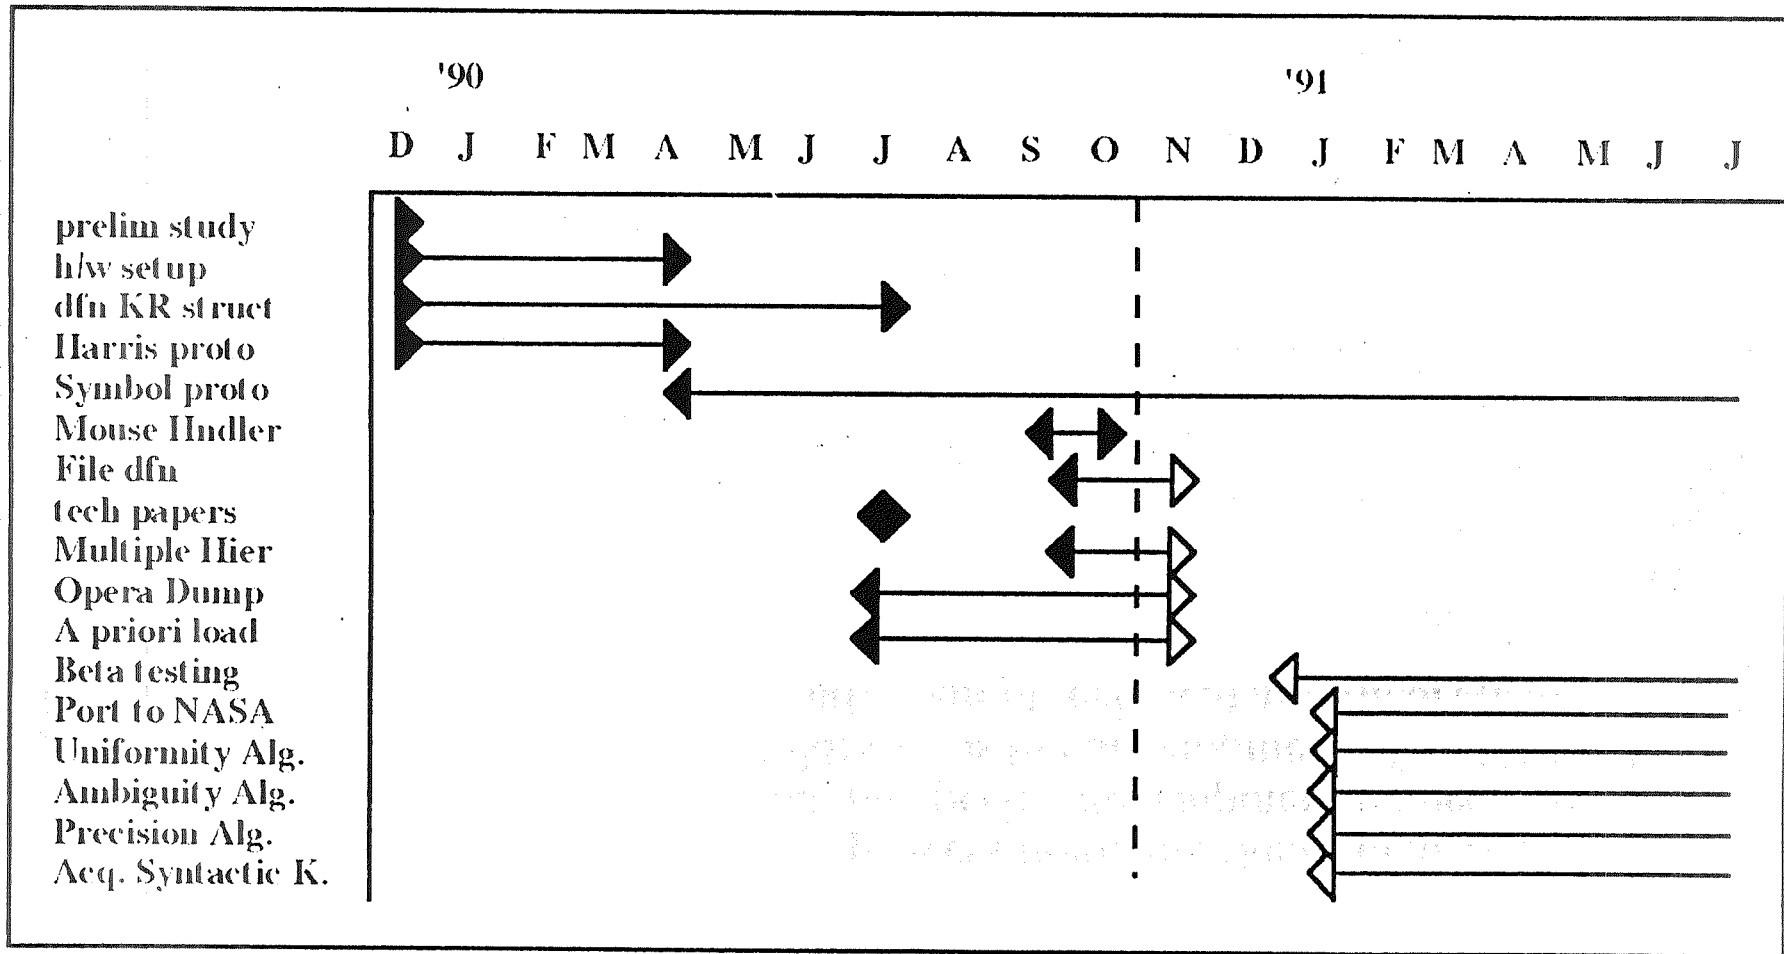 '90 '91
D J F M A M J J A S O N D J F M A M J J
prelim study
h/w setup
dfn KR struct
Harris proto
Symbol proto
Mouse Hndler
File dfn
tech papers
Multiple Hier
Opera Dump
A priori load
Beta testing
Port to NASA
Uniformity Alg.
Ambiguity Alg.
Precision Alg.
Acq. Syntactic K.